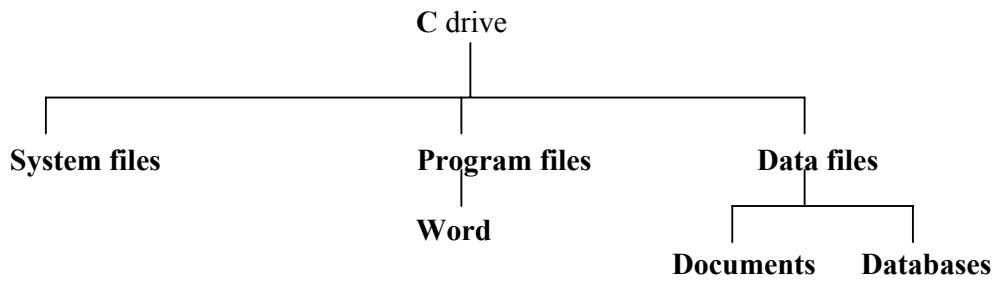 C drive
System files Program files Data files
Word
Documents Databases